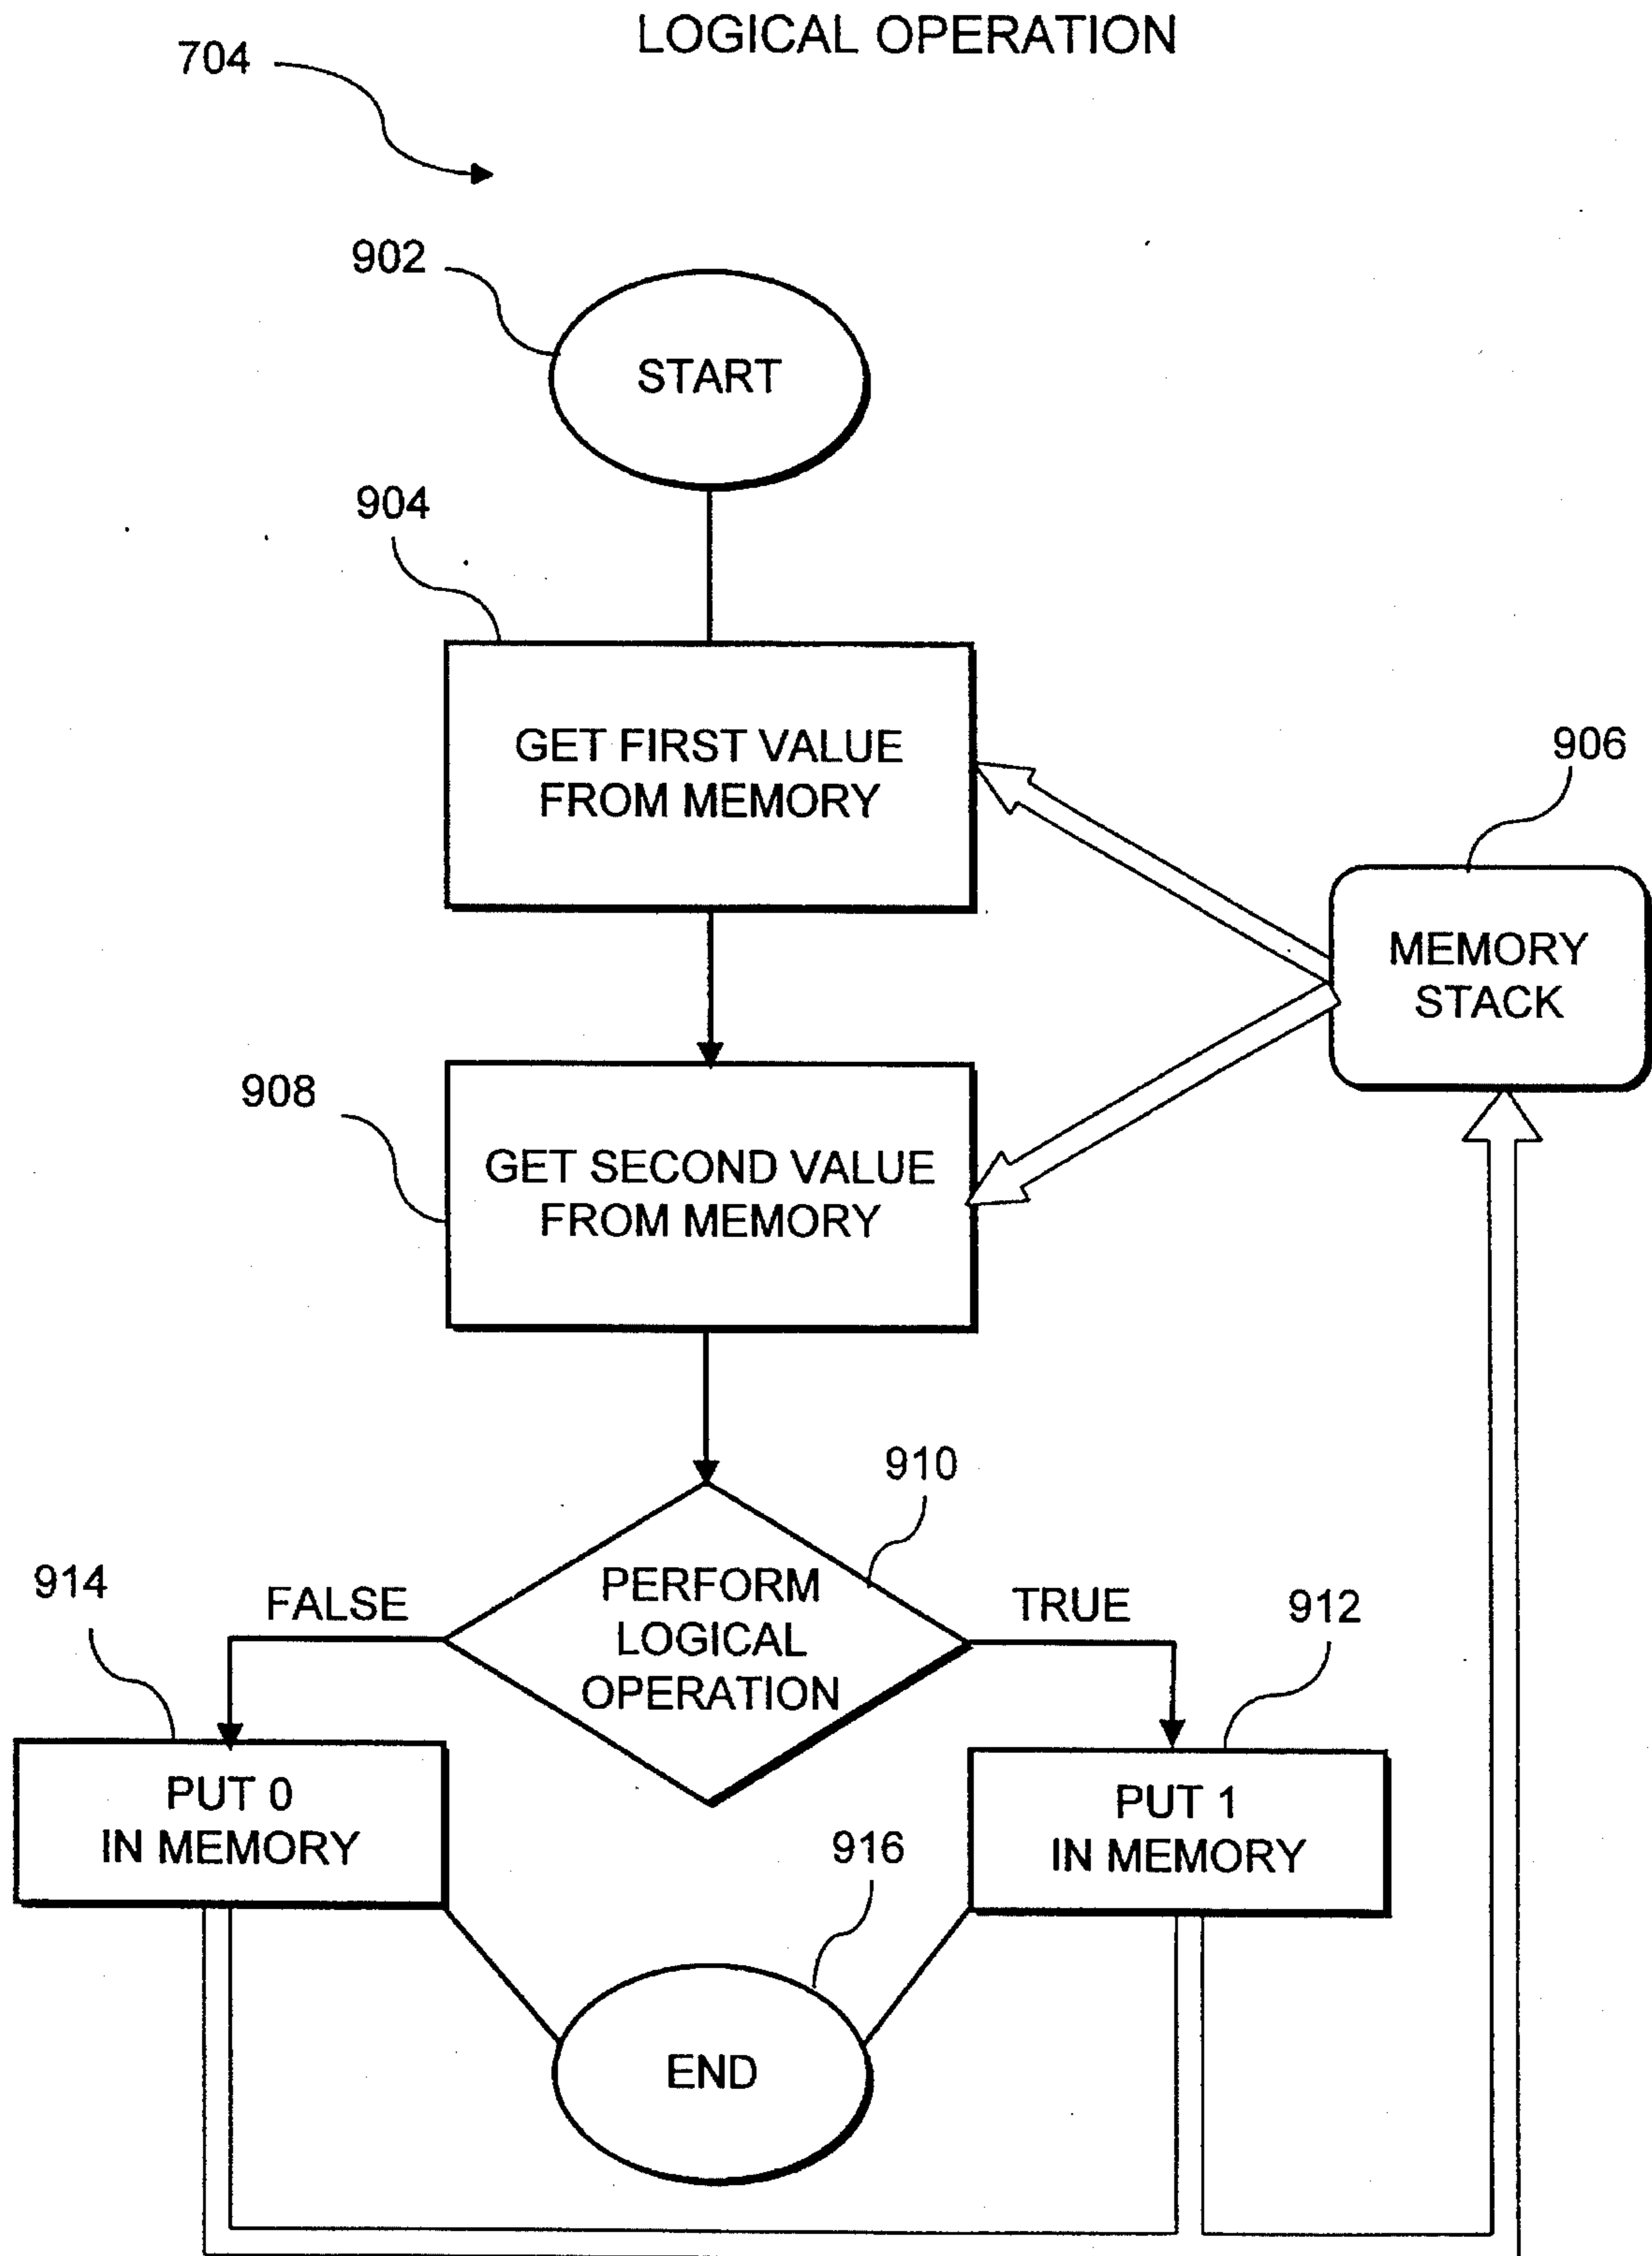 LOGICAL OPERATION
704
902
START
904
GET FIRST VALUE
FROM MEMORY
906
MEMORY
STACK
908
GET SECOND VALUE
FROM MEMORY
910
PERFORM
LOGICAL
OPERATION
914
FALSE
TRUE
912
PUT 0
IN MEMORY
PUT 1
IN MEMORY
916
END